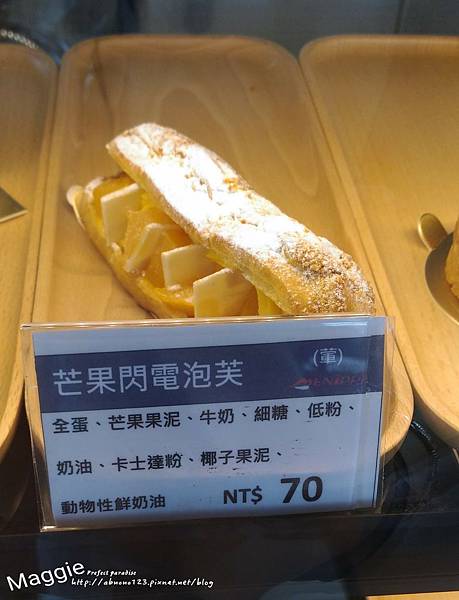 芒果閃電泡芙
(葷)
全蛋、芒果果泥、牛奶、細糖、低粉、
奶油、卡士達粉、椰子果泥、
動物性鮮奶油
NT$ 70
Maggie Prefect paradise
http://abuowo123.pixnet.net/blog